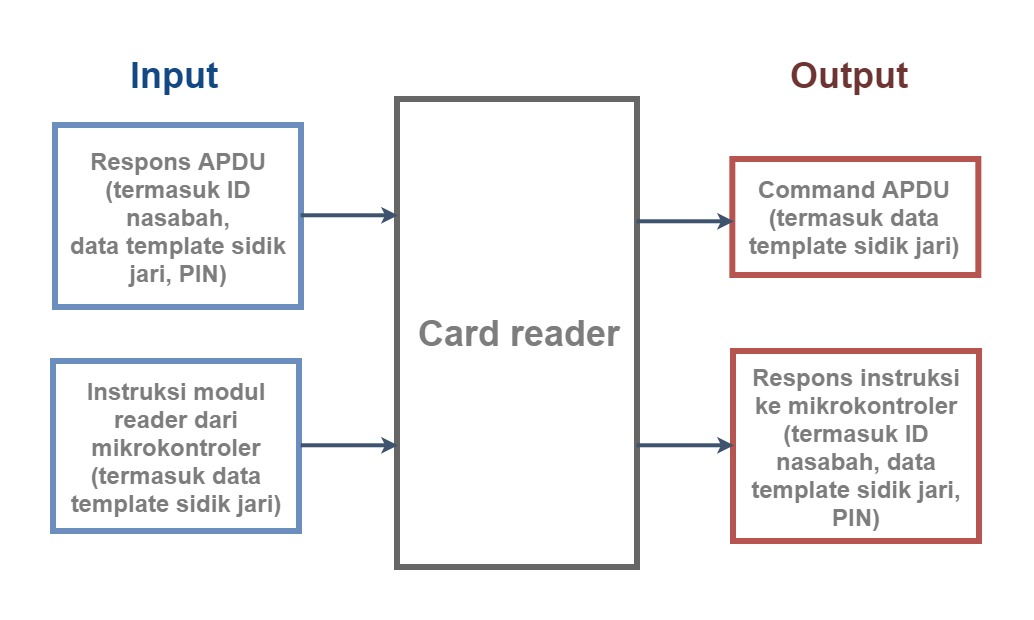 Input
Respons APDU
(termasuk ID
nasabah,
data template sidik
jari, PIN)
Instruksi modul
reader dari
mikrokontroler
(termasuk data
template sidik jari)
Card reader
Output
Command APDU
(termasuk data
template sidik jari)
Respons instruksi
ke mikrokontroler
(termasuk ID
nasabah, data
template sidik jari,
PIN)